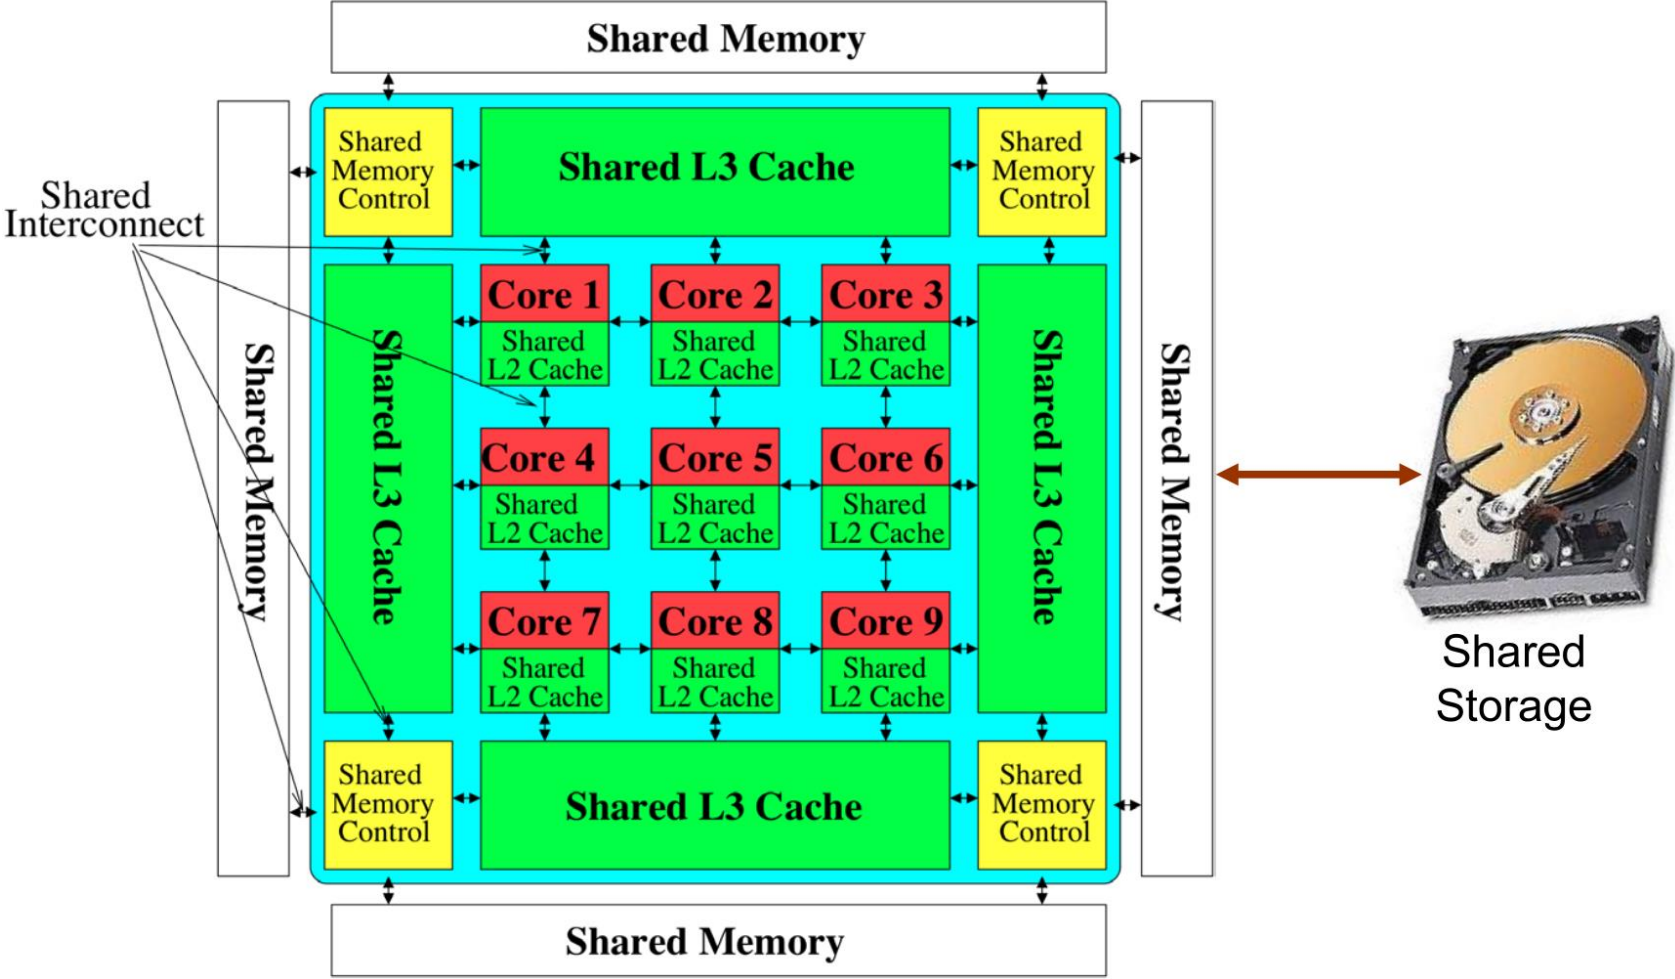 Shared Memory
Shared
Memory
Control
Shared L3 Cache
Shared
Memory
Control
Shared
Interconnect
Shared Memory
Shared L3 Cache
Core 1
Shared
L2 Cache
Core 2
Shared
L2 Cache
Core 3
Shared
L2 Cache
Core 4
Shared
L2 Cache
Core 5
Shared
L2 Cache
Core 6
Shared
L2 Cache
Core 7
Shared
L2 Cache
Core 8
Shared
L2 Cache
Core 9
Shared
L2 Cache
Shared L3 Cache
Shared Memory
Shared
Storage
Shared
Memory
Control
Shared L3 Cache
Shared
Memory
Control
Shared Memory